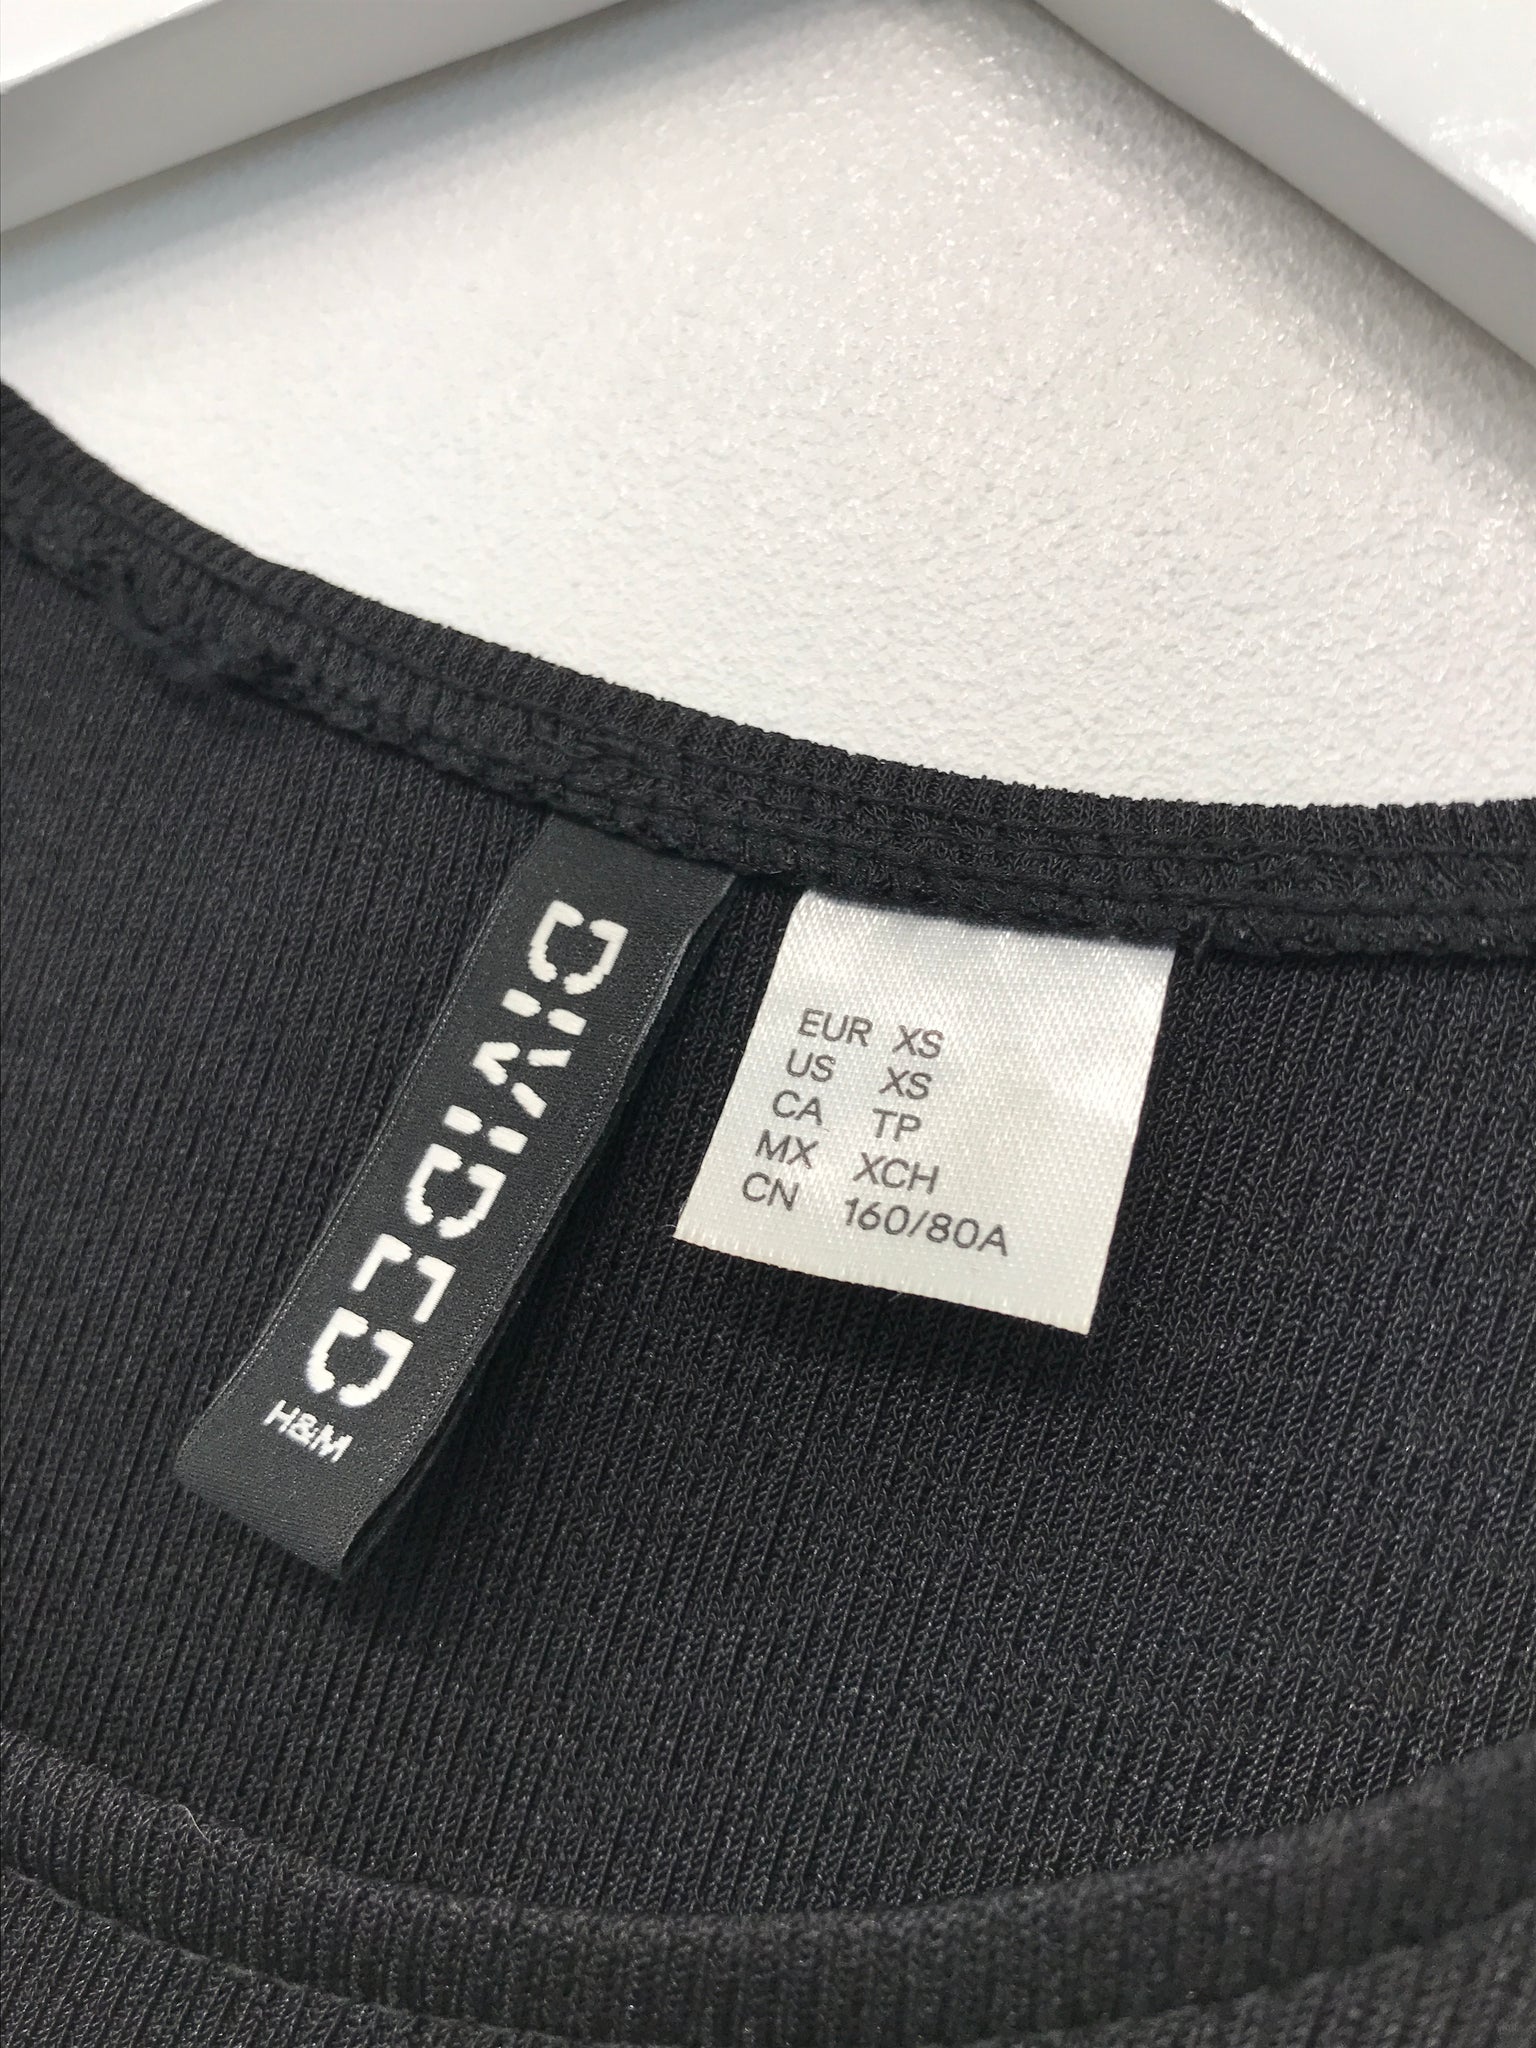 DIVIDED
H&M
EUR XS
US XS
CA TP
MX XCH
CN 160/80A